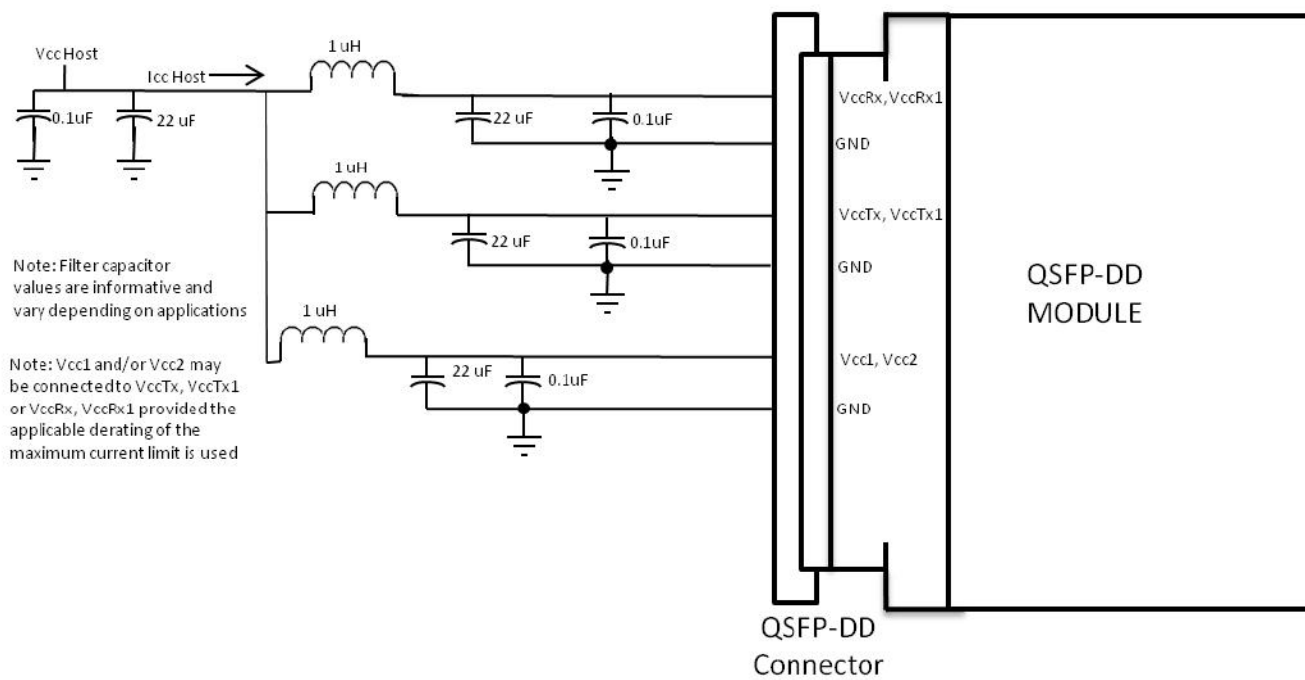 Vcc Host
Icc Host
0.1uF
22 uF
1 uH
22 uF
0.1uF
VccRx, VccRx1
GND
1 uH
22 uF
0.1uF
VccTx, VccTx1
GND
Note: Filter capacitor
values are informative and
vary depending on applications
1 uH
22 uF
0.1uF
Vcc1, Vcc2
GND
Note: Vcc1 and/or Vcc2 may
be connected to VccTx, VccTx1
or VccRx, VccRx1 provided the
applicable derating of the
maximum current limit is used
QSFP-DD
MODULE
QSFP-DD
Connector